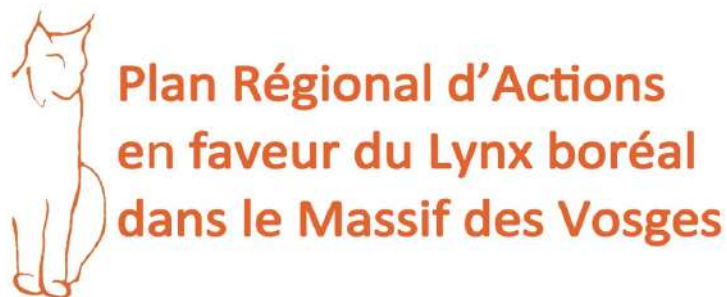 Plan Régional d’Actions
en faveur du Lynx boréal
dans le Massif des Vosges